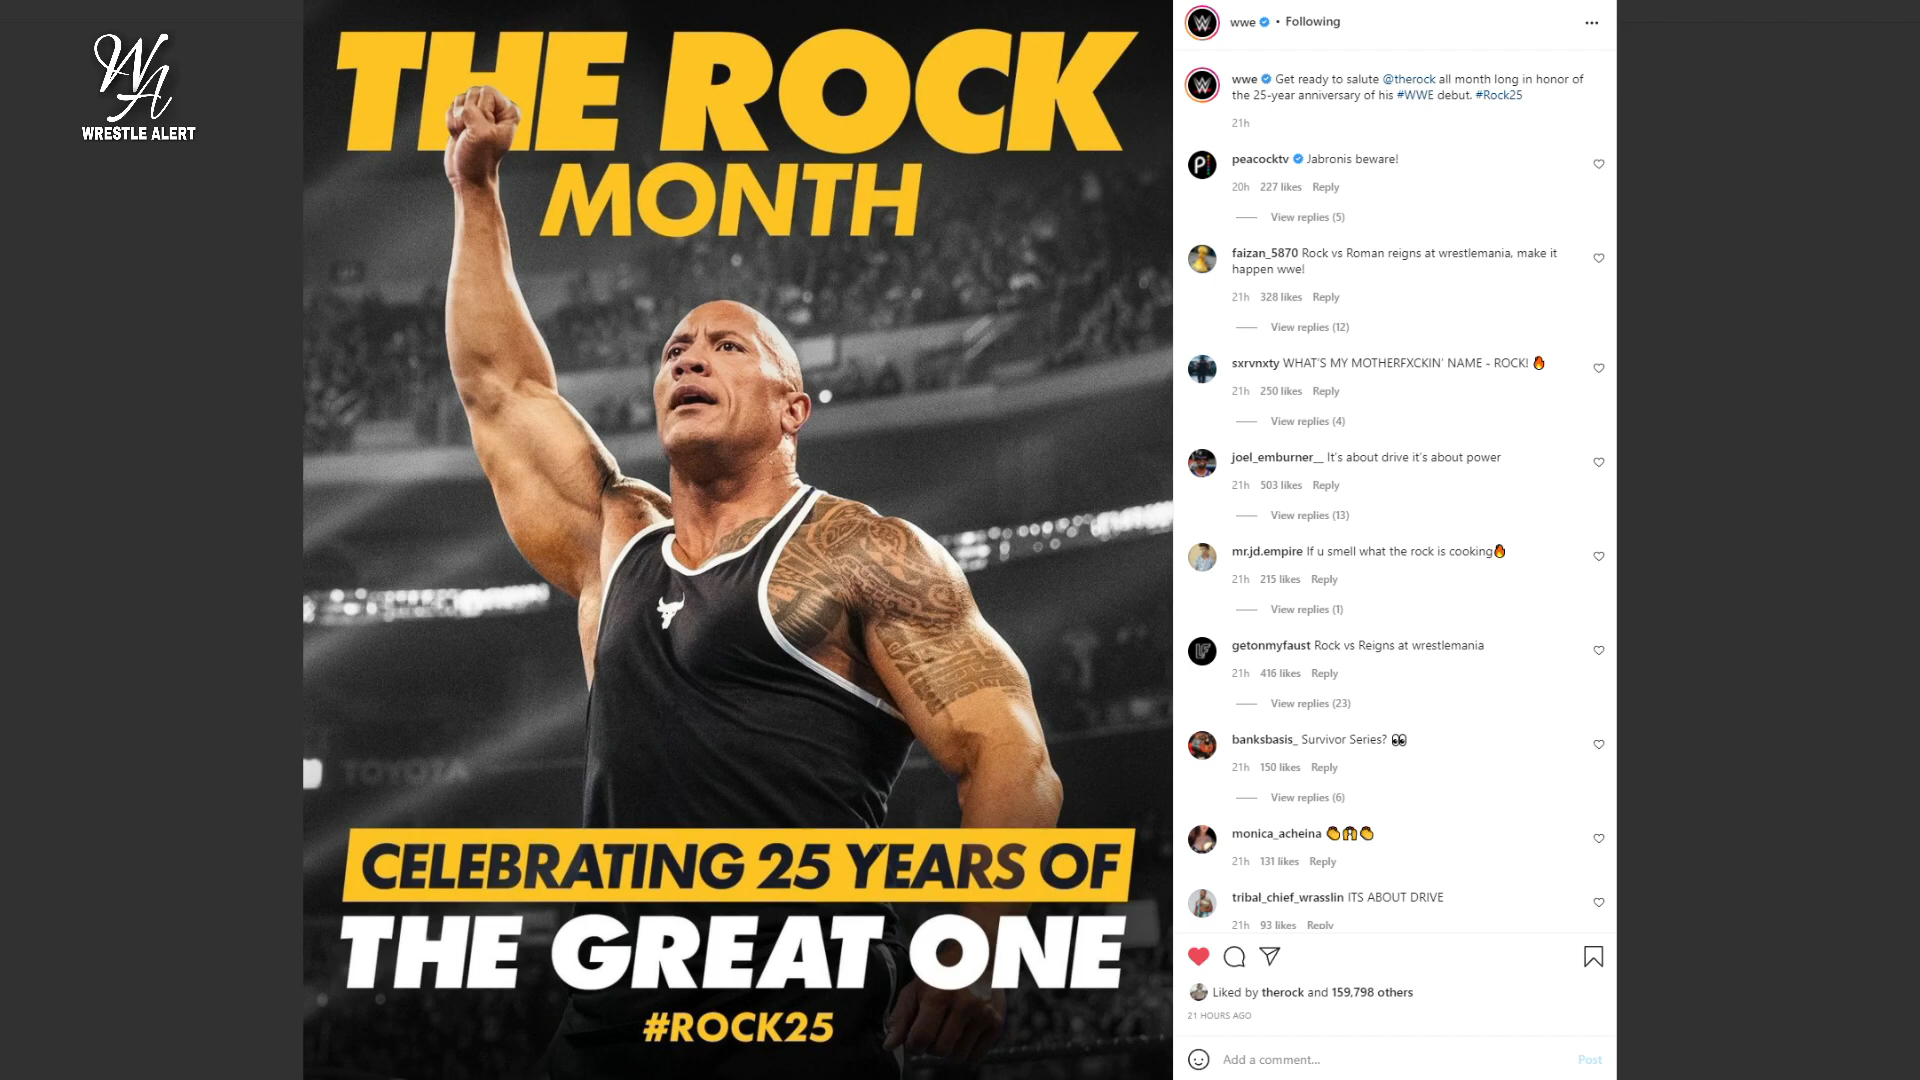 WA
WRESTLE ALERT
THE ROCK
MONTH
TOYOTA
CELEBRATING 25 YEARS OF
THE GREAT ONE
#ROCK25
wwe • Following
wwe Get ready to salute @therock all month long in honor of
the 25-year anniversary of his #WWE debut. #Rock25
21h
peacocktv Jabronis beware!
20h 227 likes Reply
View replies (5)
faizan_5870 Rock vs Roman reigns at wrestlemania, make it
happen wwe!
21h 328 likes Reply
View replies (12)
sxrvnxty WHAT'S MY MOTHERFXCKIN' NAME - ROCK! 🔥
21h 250 likes Reply
View replies (4)
joel_emburner__ It's about drive it's about power
21h 503 likes Reply
View replies (13)
mr.jd.empire If u smell what the rock is cooking🔥
21h 215 likes Reply
View replies (1)
getonmyfaust Rock vs Reigns at wrestlemania
21h 416 likes Reply
View replies (23)
banksbasis_ Survivor Series? 👀
21h 150 likes Reply
View replies (6)
monica_acheina 👏🙌👏
21h 131 likes Reply
tribal_chief_wrasslin ITS ABOUT DRIVE
21h 93 likes Reply
Liked by therock and 159,798 others
21 HOURS AGO
Add a comment... Post